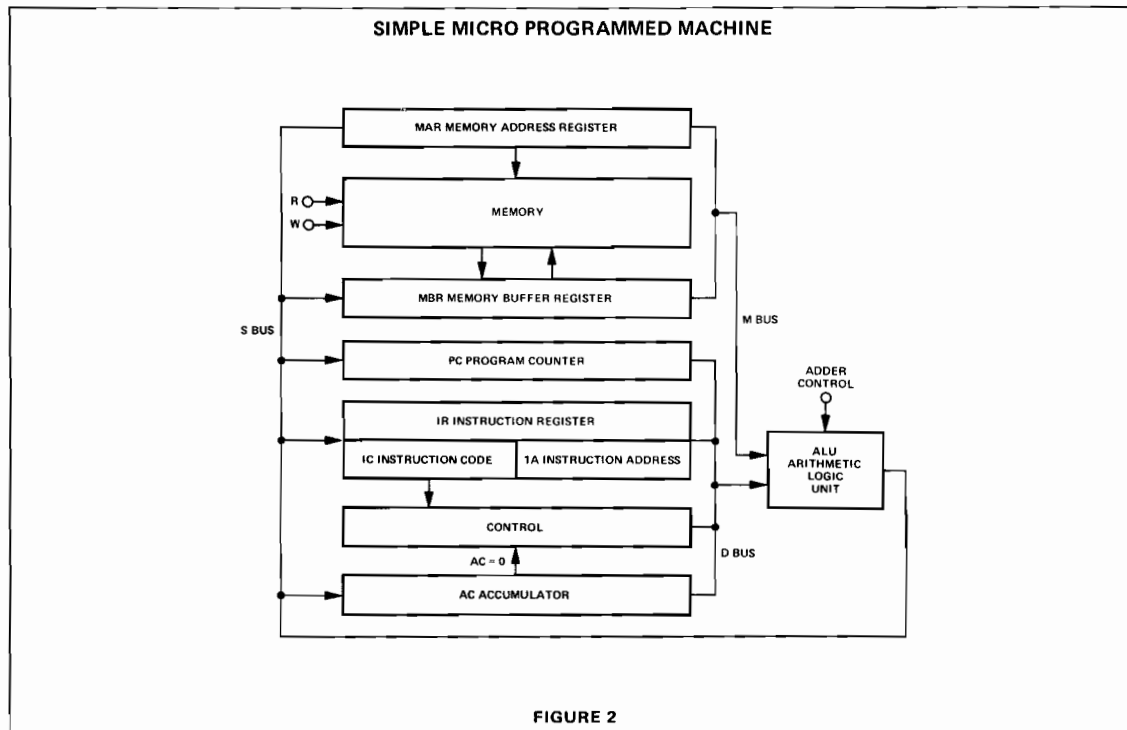 SIMPLE MICRO PROGRAMMED MACHINE
MAR MEMORY ADDRESS REGISTER
R
MEMORY
W
MBR MEMORY BUFFER REGISTER
S BUS
M BUS
PC PROGRAM COUNTER
ADDER
CONTROL
IR INSTRUCTION REGISTER
IC INSTRUCTION CODE
1A INSTRUCTION ADDRESS
ALU
ARITHMETIC
LOGIC
UNIT
CONTROL
D BUS
AC = 0
AC ACCUMULATOR
FIGURE 2